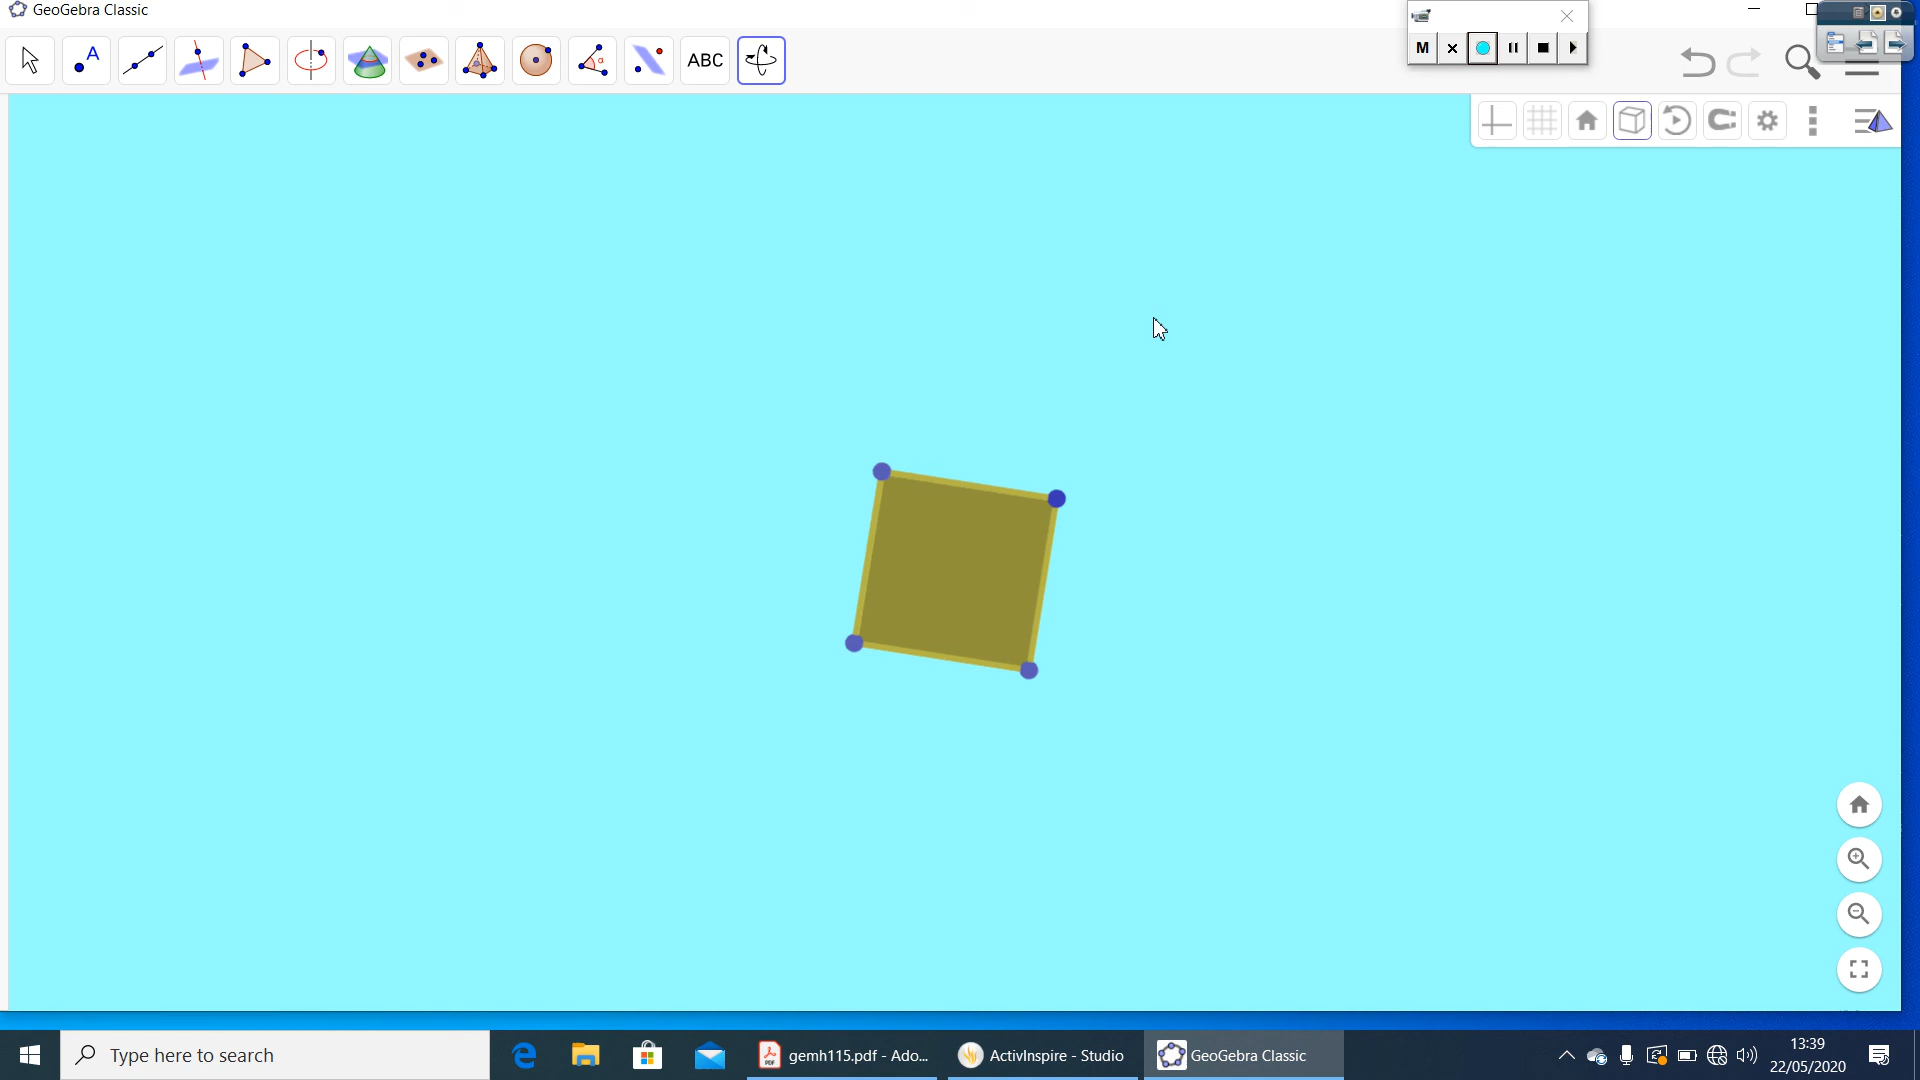 GeoGebra Classic
M
A
α
ABC
Type here to search
gemh115.pdf - Ado...
ActivInspire - Studio
GeoGebra Classic
13:39
22/05/2020